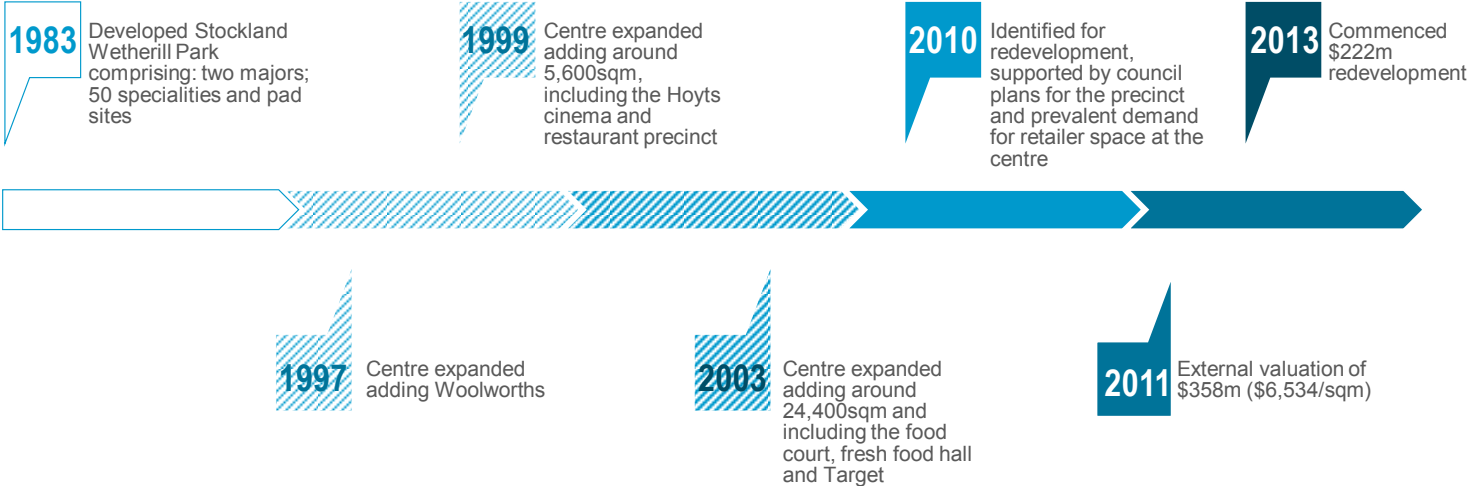 1983
Developed Stockland
Wetherill Park
comprising: two majors;
50 specialities and pad
sites
1999
Centre expanded
adding around
5,600sqm,
including the Hoyts
cinema and
restaurant precinct
2010
Identified for
redevelopment,
supported by council
plans for the precinct
and prevalent demand
for retailer space at the
centre
2013
Commenced
$222m
redevelopment
1997
Centre expanded
adding Woolworths
2003
Centre expanded
adding around
24,400sqm and
including the food
court, fresh food hall
and Target
2011
External valuation of
$358m ($6,534/sqm)